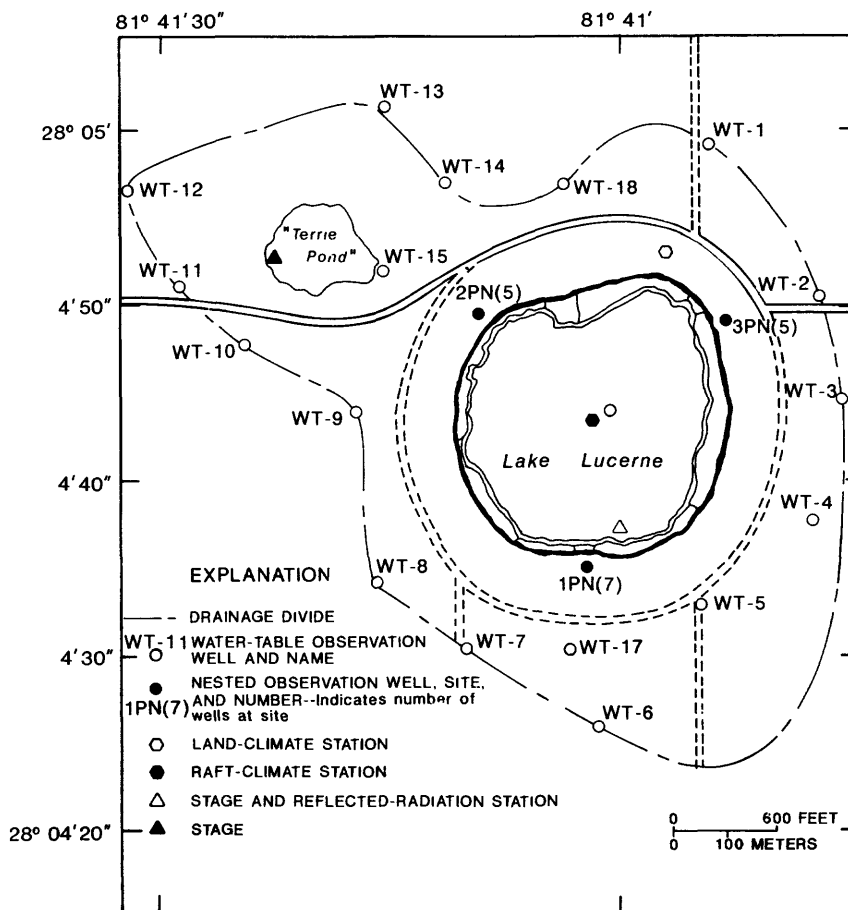 81° 41' 30"
81° 41'
WT-13
28° 05'
WT-1
WT-14
WT-18
WT-12
"Terrie
Pond"
WT-15
WT-11
WT-2
4' 50"
2PN(5)
3PN(5)
WT-10
WT-3
WT-9
Lake Lucerne
4' 40"
WT-4
EXPLANATION
WT-8
1PN(7)
WT-5
DRAINAGE DIVIDE
WT-11 WATER-TABLE OBSERVATION
WELL AND NAME
WT-7
WT-17
4' 30"
NESTED OBSERVATION WELL, SITE,
1PN(7) AND NUMBER--Indicates number of
wells at site
WT-6
LAND-CLIMATE STATION
RAFT-CLIMATE STATION
STAGE AND REFLECTED-RADIATION STATION
STAGE
28° 04' 20"
0 600 FEET
0 100 METERS